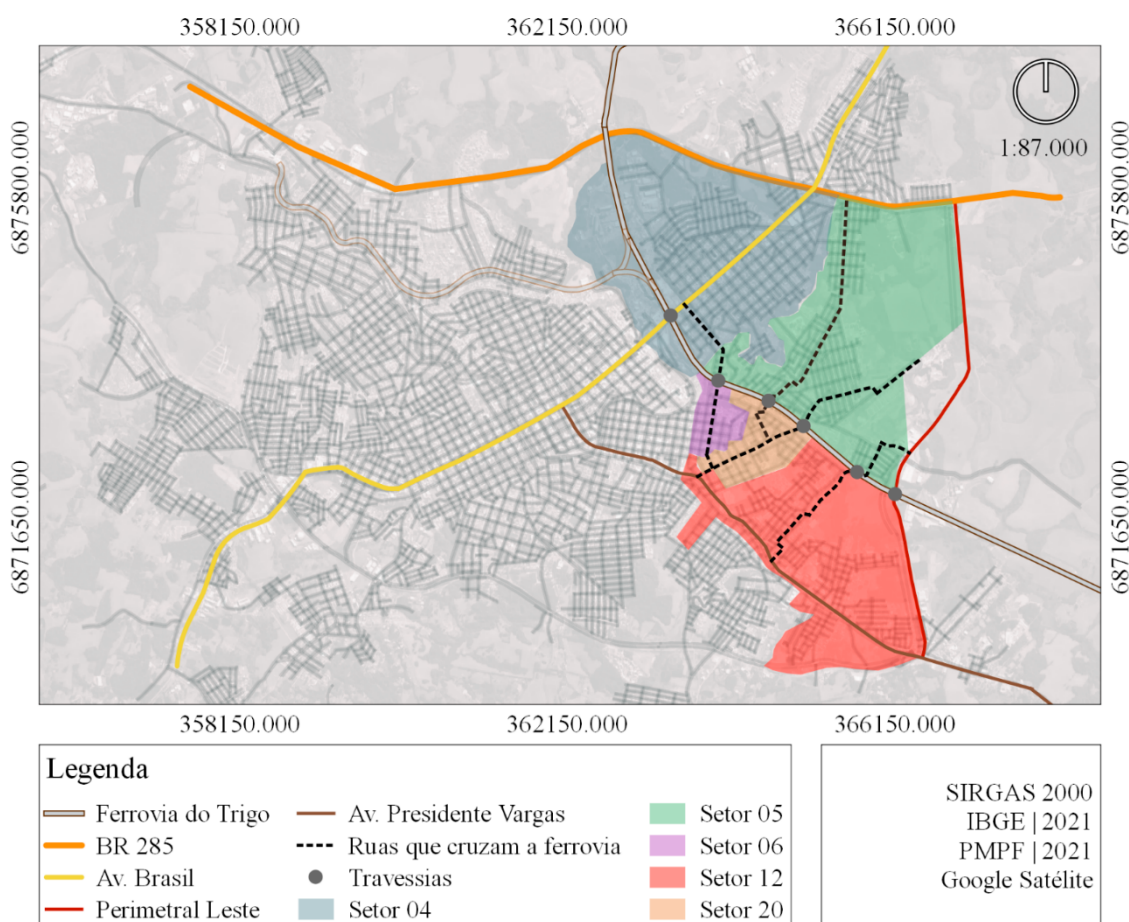 358150.000 362150.000 366150.000
1:87.000
6875800.000
6875800.000
6871650.000
6871650.000
358150.000 362150.000 366150.000
Legenda
Ferrovia do Trigo
BR 285
Av. Brasil
Perimetral Leste
Av. Presidente Vargas
Ruas que cruzam a ferrovia
Travessias
Setor 04
Setor 05
Setor 06
Setor 12
Setor 20
SIRGAS 2000
IBGE | 2021
PMPF | 2021
Google Satélite